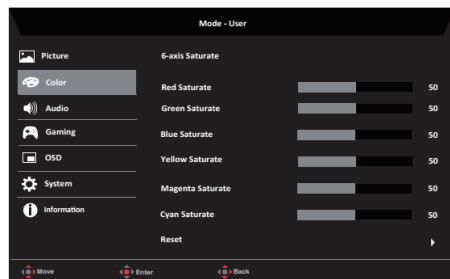 Mode - User
Picture
Color
Audio
Gaming
OSD
System
Information
6-axis Saturate
Red Saturate 50
Green Saturate 50
Blue Saturate 50
Yellow Saturate 50
Magenta Saturate 50
Cyan Saturate 50
Reset
Move Enter Back